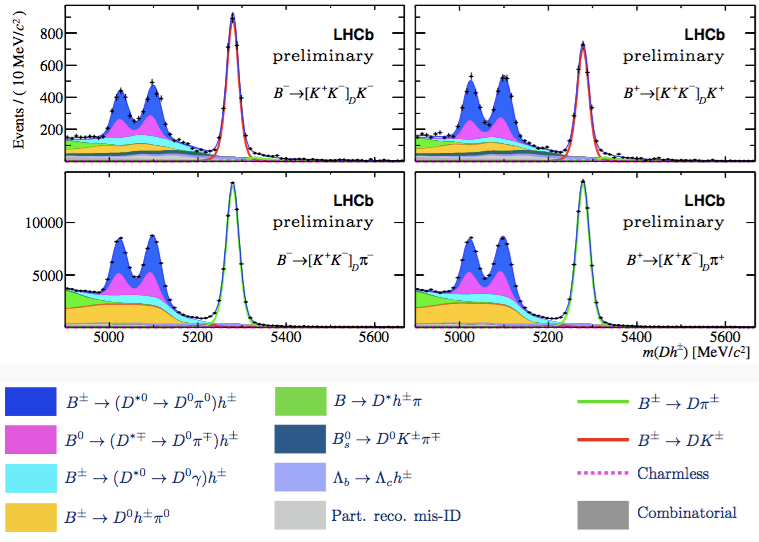 Events / ( 10 MeV/c²)
800
600
400
200
LHCb
preliminary
B⁻→[K⁺K⁻]_D K⁻
LHCb
preliminary
B⁺→[K⁺K⁻]_D K⁺
10000
5000
LHCb
preliminary
B⁻→[K⁺K⁻]_D π⁻
LHCb
preliminary
B⁺→[K⁺K⁻]_D π⁺
5000 5200 5400 5600
5000 5200 5400 5600
m(Dh^±) [MeV/c²]
B^± → (D*⁰ → D⁰π⁰)h^±
B⁰ → (D*^∓ → D⁰π^∓)h^±
B^± → (D*⁰ → D⁰γ)h^±
B^± → D⁰h^±π⁰
B → D*h^±π
B_s⁰ → D⁰K^±π^∓
Λ_b → Λ_c h^±
Part. reco. mis-ID
B^± → Dπ^±
B^± → DK^±
Charmless
Combinatorial